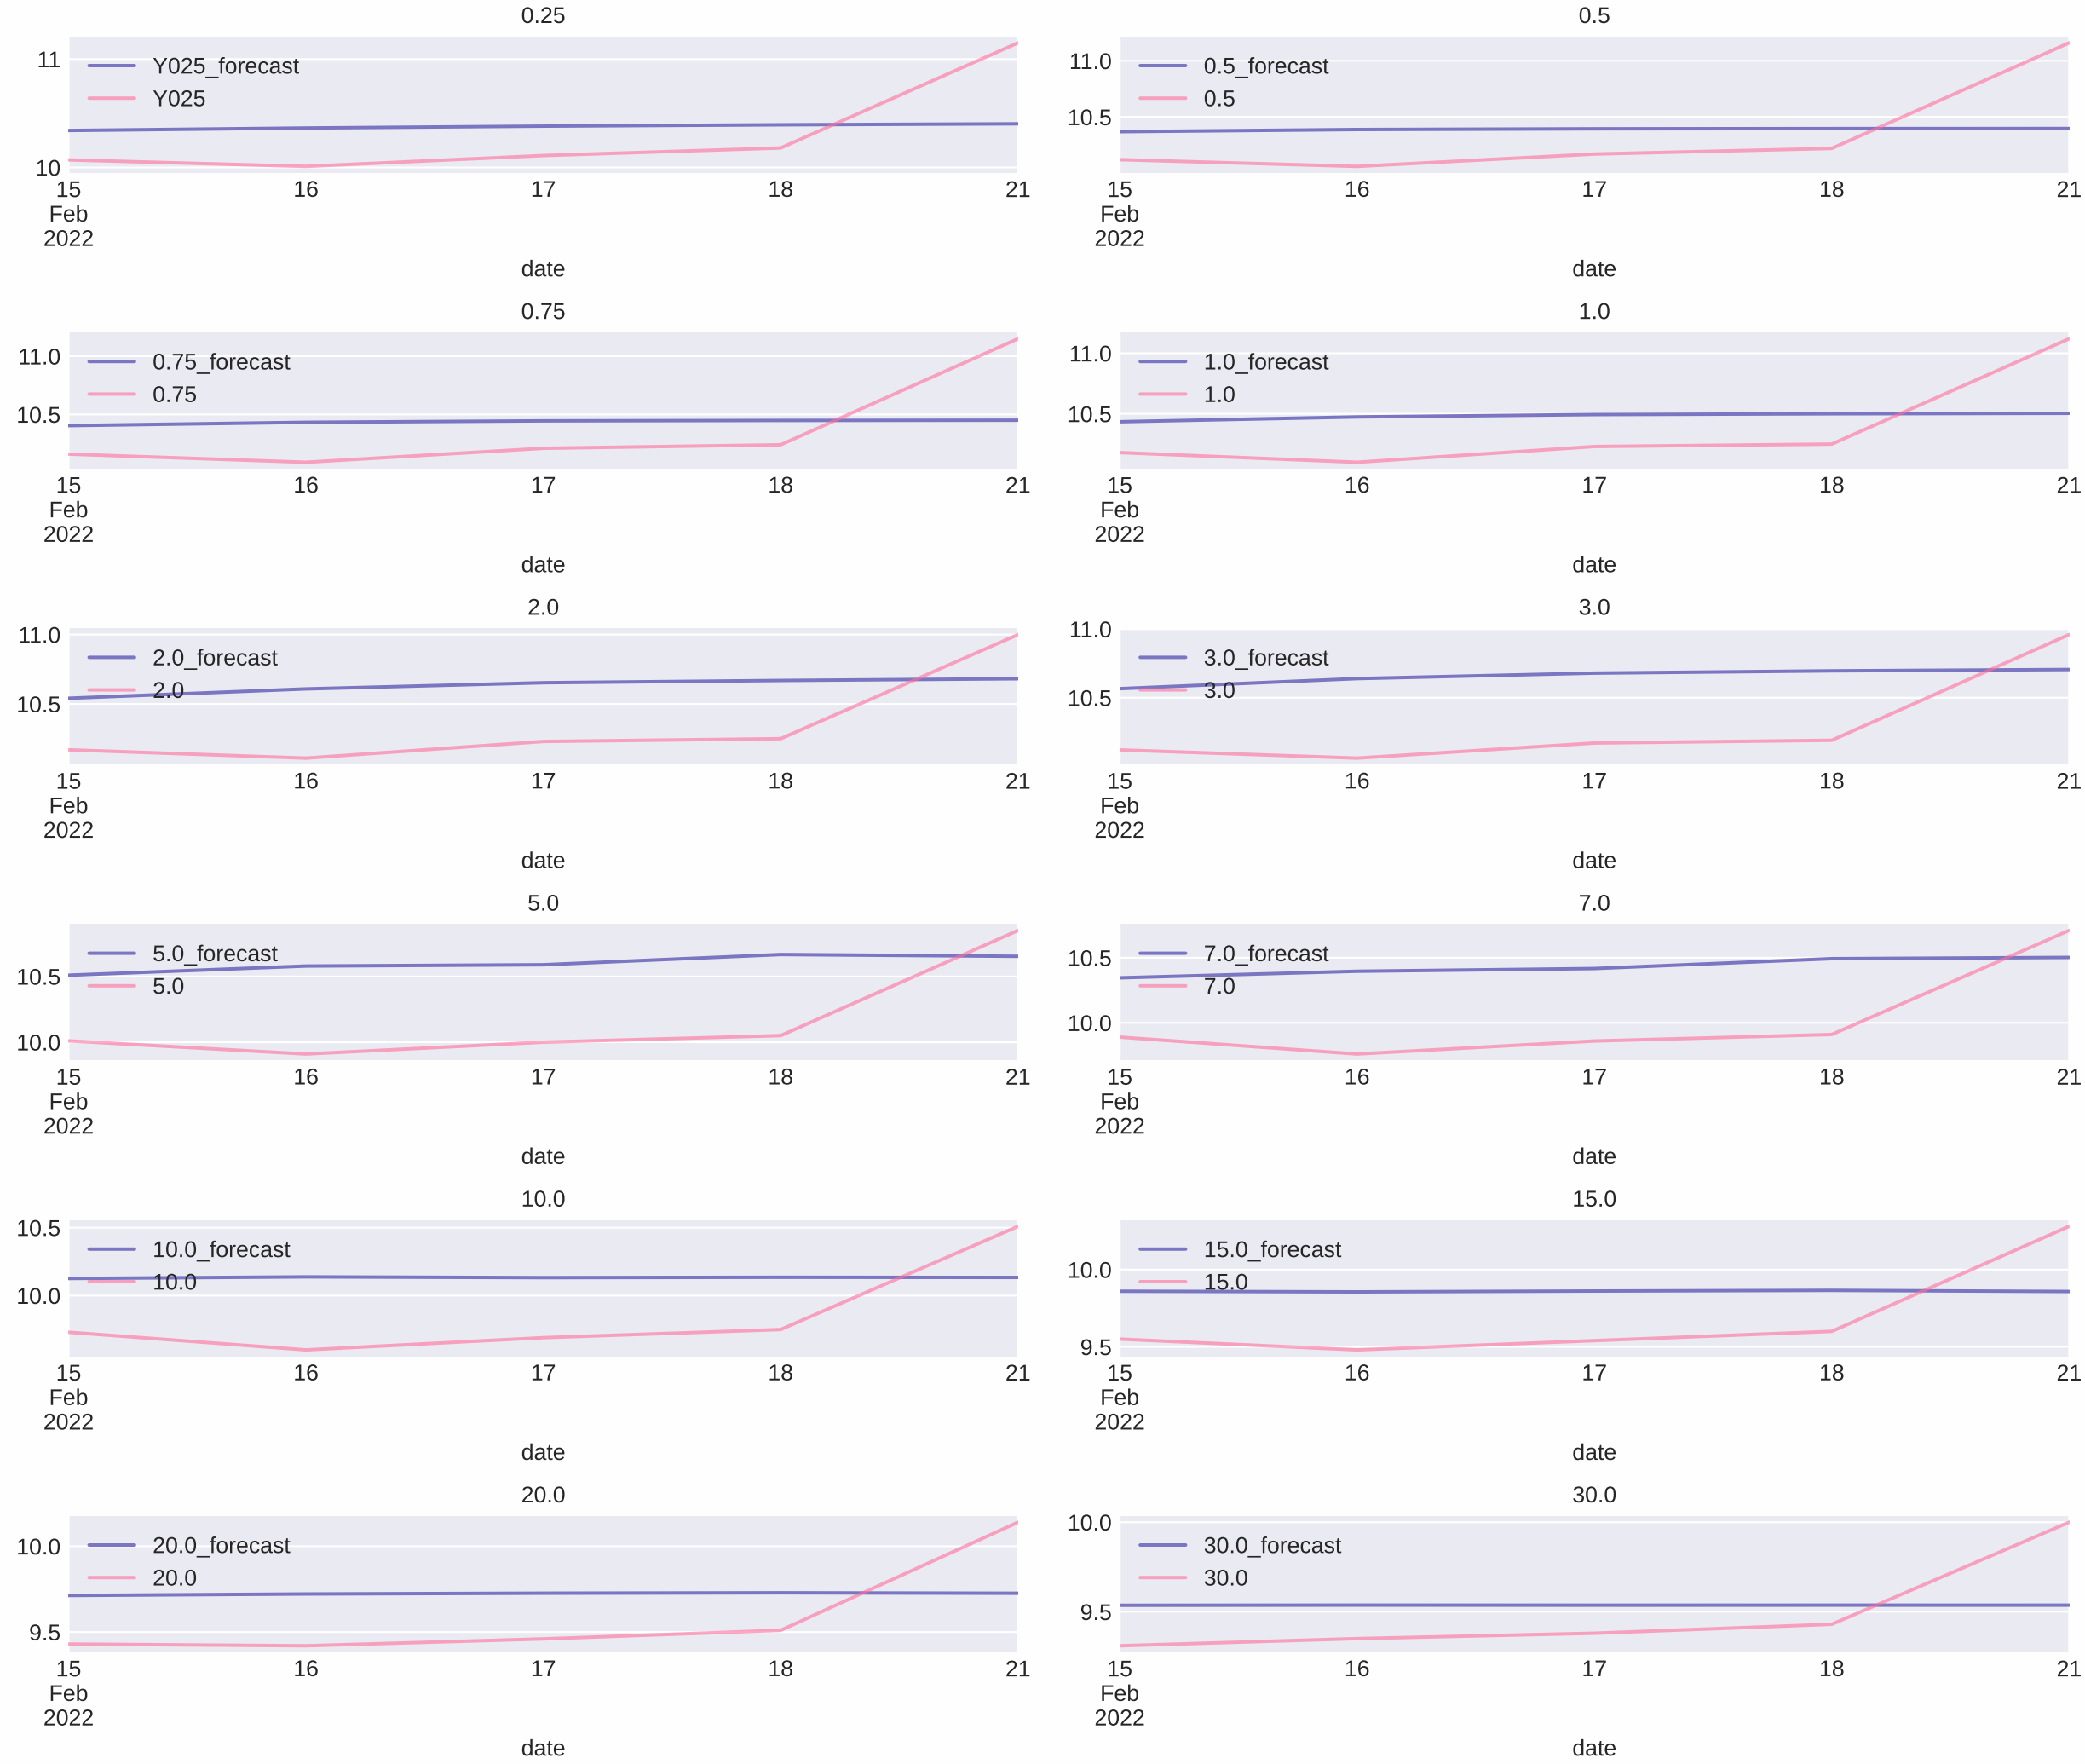 0.25
11
10
Y025_forecast
Y025
15 16 17 18 21
Feb
2022
date
0.5
11.0
10.5
0.5_forecast
0.5
15 16 17 18 21
Feb
2022
date
0.75
11.0
10.5
0.75_forecast
0.75
15 16 17 18 21
Feb
2022
date
1.0
11.0
10.5
1.0_forecast
1.0
15 16 17 18 21
Feb
2022
date
2.0
11.0
10.5
2.0_forecast
2.0
15 16 17 18 21
Feb
2022
date
3.0
11.0
10.5
3.0_forecast
3.0
15 16 17 18 21
Feb
2022
date
5.0
10.5
10.0
5.0_forecast
5.0
15 16 17 18 21
Feb
2022
date
7.0
10.5
10.0
7.0_forecast
7.0
15 16 17 18 21
Feb
2022
date
10.0
10.5
10.0
10.0_forecast
10.0
15 16 17 18 21
Feb
2022
date
15.0
10.0
9.5
15.0_forecast
15.0
15 16 17 18 21
Feb
2022
date
20.0
10.0
9.5
20.0_forecast
20.0
15 16 17 18 21
Feb
2022
date
30.0
10.0
9.5
30.0_forecast
30.0
15 16 17 18 21
Feb
2022
date